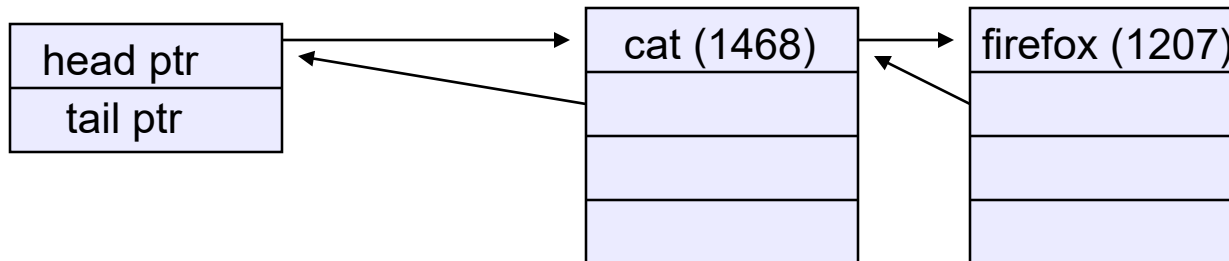 head ptr
tail ptr
cat (1468)
firefox (1207)